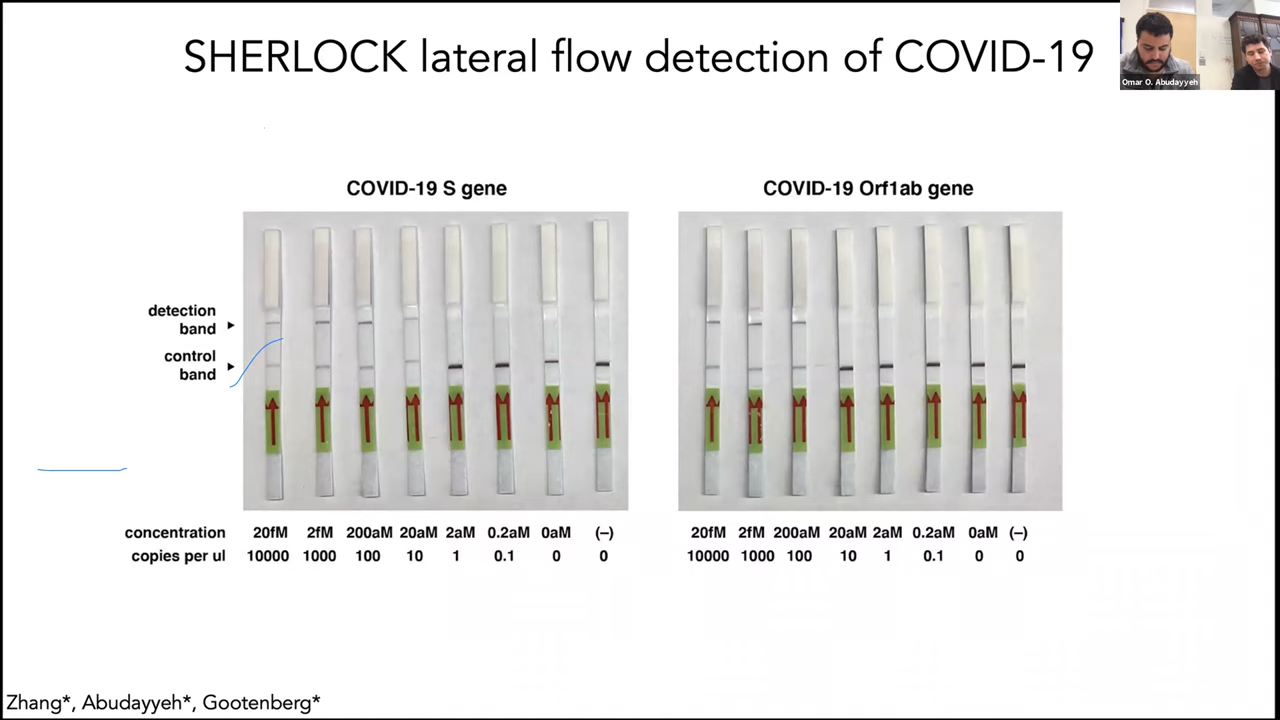 SHERLOCK lateral flow detection of COVID-19
Omar O. Abudayyeh
COVID-19 S gene
COVID-19 Orf1ab gene
detection
band
control
band
concentration 20fM 2fM 200aM 20aM 2aM 0.2aM 0aM (–) 20fM 2fM 200aM 20aM 2aM 0.2aM 0aM (–)
copies per ul 10000 1000 100 10 1 0.1 0 0 10000 1000 100 10 1 0.1 0 0
Zhang*, Abudayyeh*, Gootenberg*